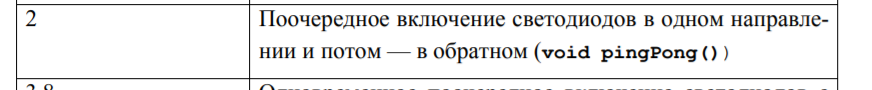 2
Поочередное включение светодиодов в одном направле-
нии и потом — в обратном (void pingPong())